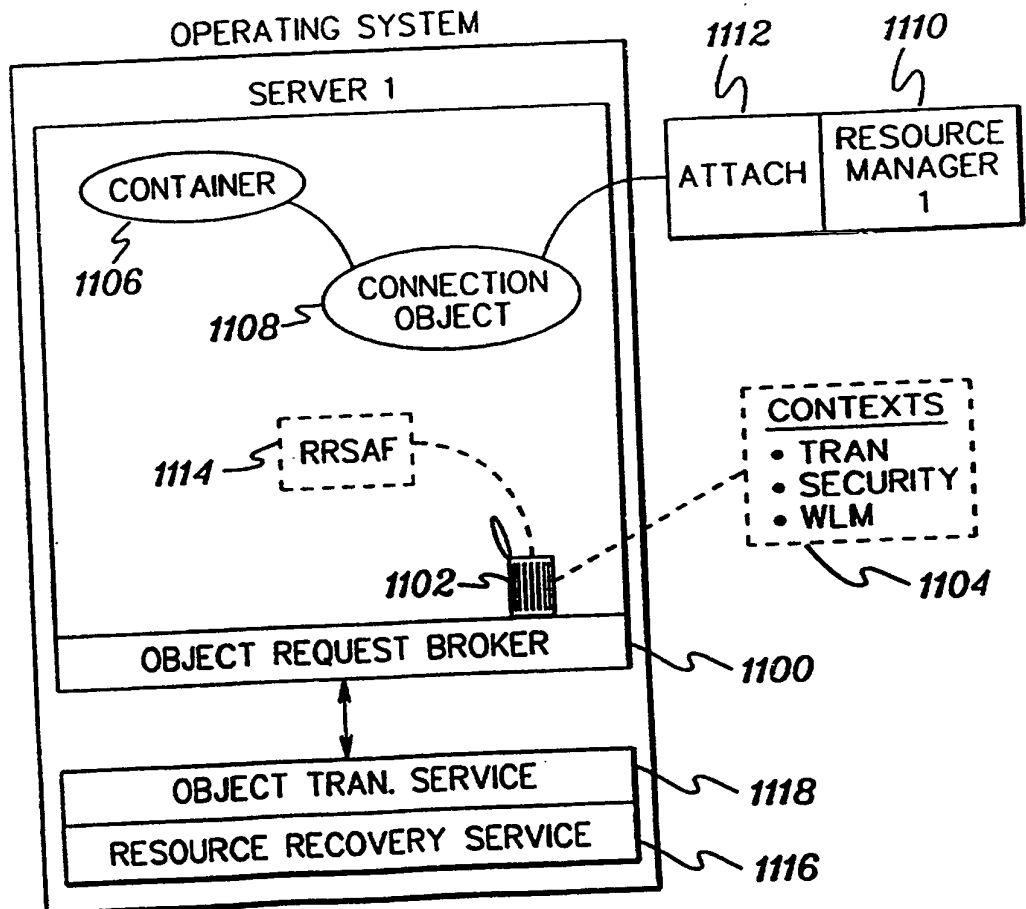 OPERATING SYSTEM
SERVER 1
1112
1110
CONTAINER
1106
ATTACH
RESOURCE
MANAGER
1
CONNECTION
OBJECT
1108
RRSAF
1114
CONTEXTS
• TRAN
• SECURITY
• WLM
1104
1102
OBJECT REQUEST BROKER
1100
OBJECT TRAN. SERVICE
1118
RESOURCE RECOVERY SERVICE
1116